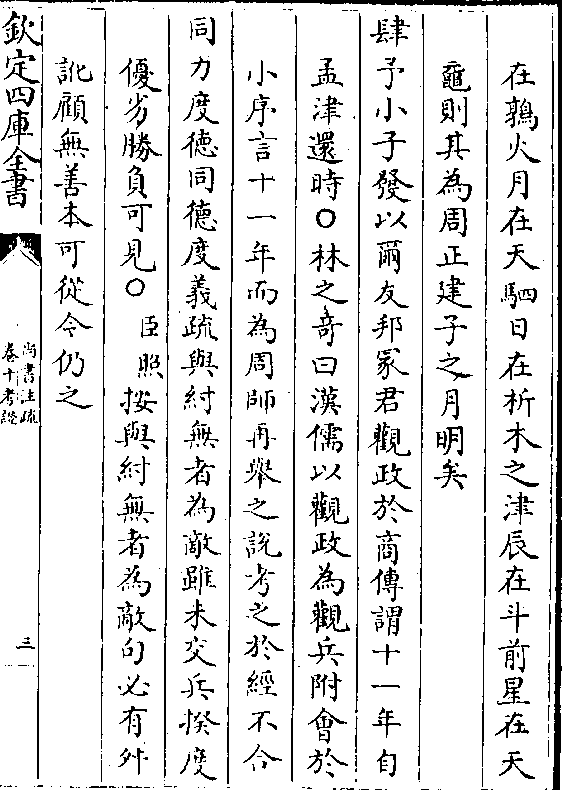 在鶉火月在天駟日在析木之津辰在斗前星在天
黿則其為周正建子之月明矣
肆予小子發以爾友邦冢君觀政於商傳謂十一年自
孟津還時○林之奇曰漢儒以觀政為觀兵附會於
小序言十一年而為周師再舉之說考之於經不合
同力度德同德度義疏與紂無者為敵雖未交兵揆度
優劣勝負可見○臣照按與紂無者為敵句必有舛
訛顧無善本可從今仍之
欽定四庫全書
尚書注疏
卷十考證
三